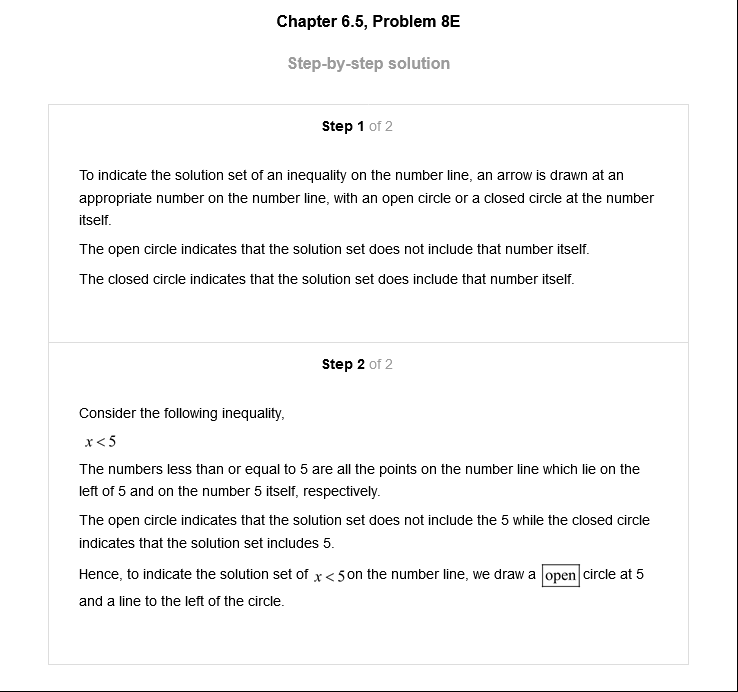 Chapter 6.5, Problem 8E
Step-by-step solution
Step 1 of 2
To indicate the solution set of an inequality on the number line, an arrow is drawn at an
appropriate number on the number line, with an open circle or a closed circle at the number
itself.
The open circle indicates that the solution set does not include that number itself.
The closed circle indicates that the solution set does include that number itself.
Step 2 of 2
Consider the following inequality,
x < 5
The numbers less than or equal to 5 are all the points on the number line which lie on the
left of 5 and on the number 5 itself, respectively.
The open circle indicates that the solution set does not include the 5 while the closed circle
indicates that the solution set includes 5.
Hence, to indicate the solution set of x < 5 on the number line, we draw a open circle at 5
and a line to the left of the circle.